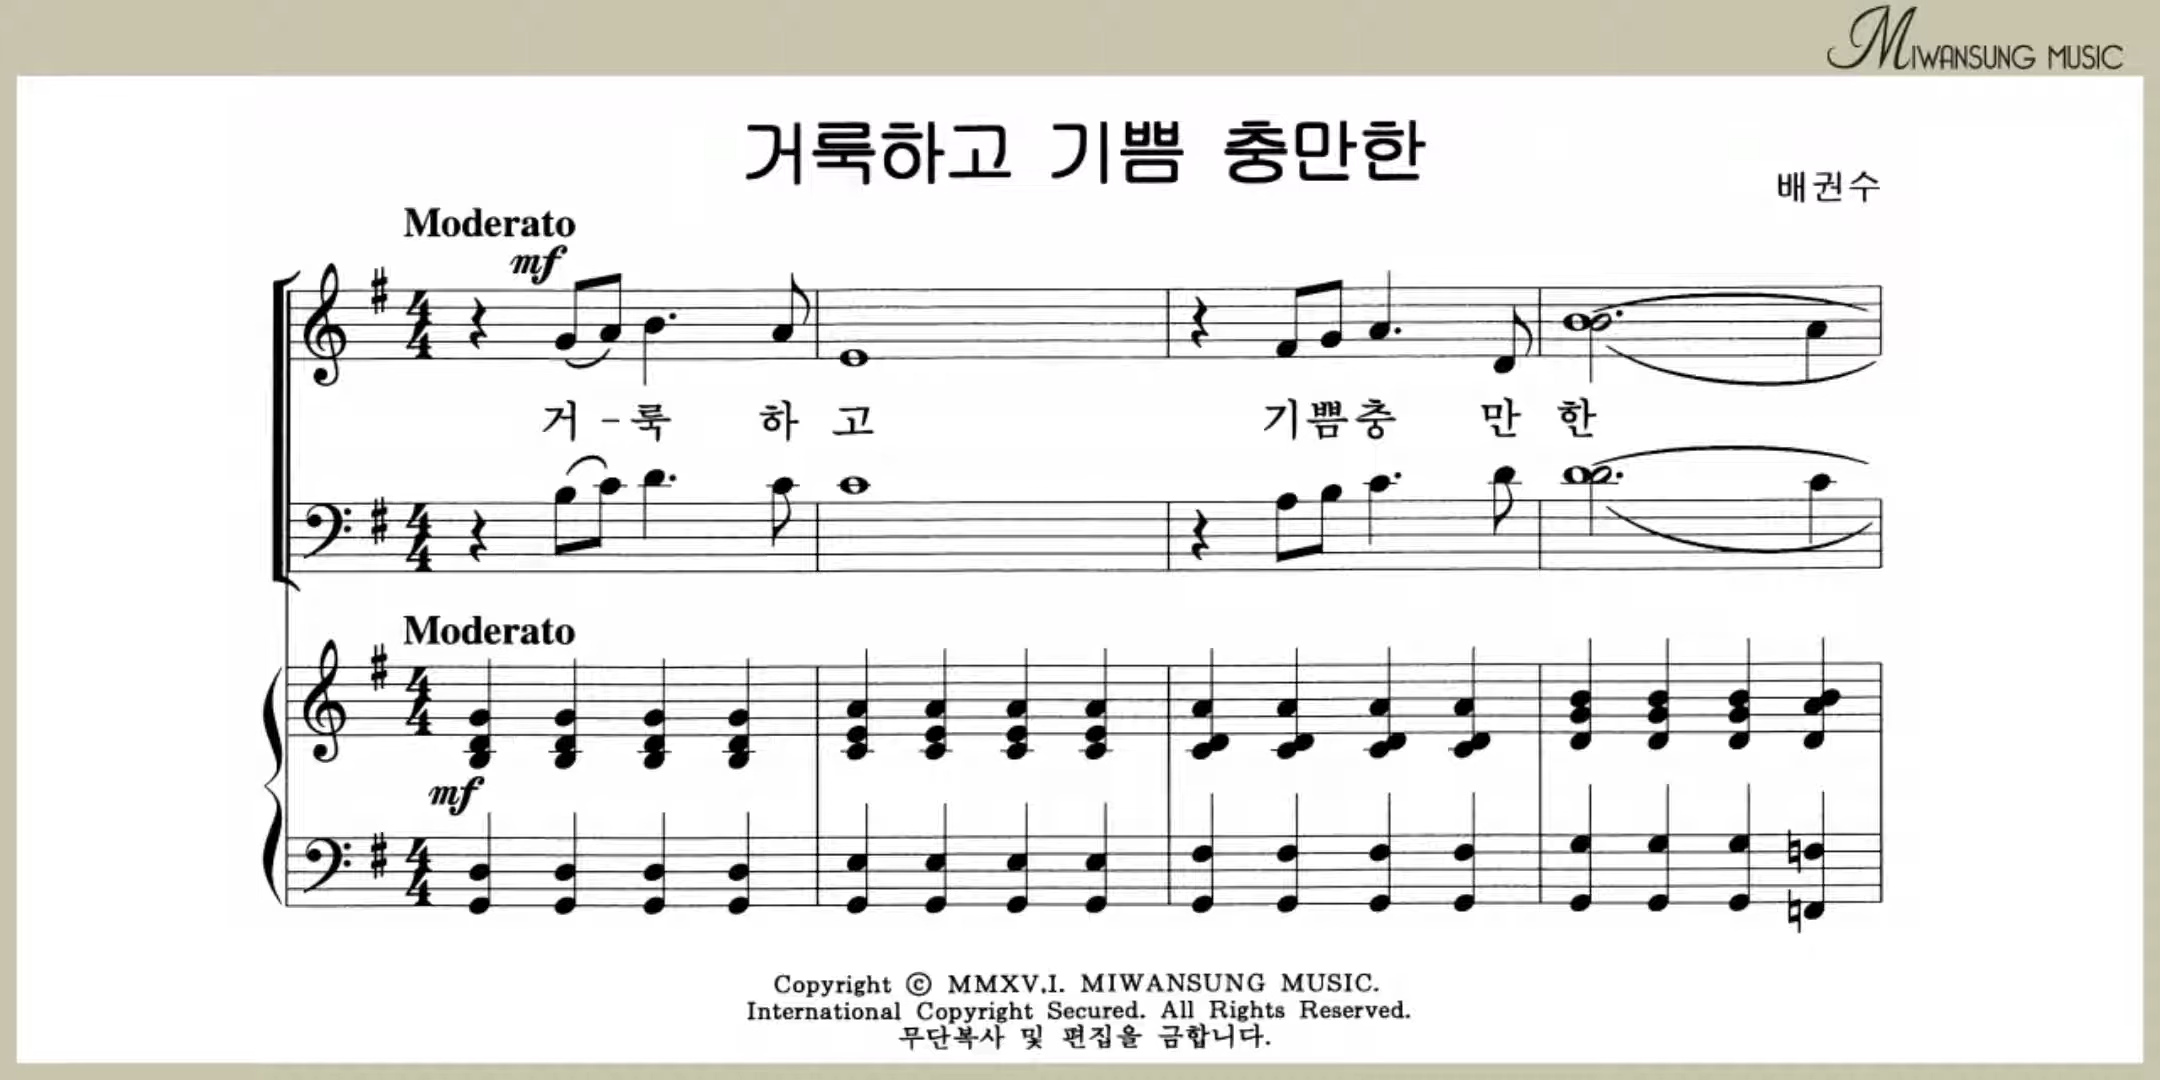 MIWANSUNG MUSIC
거룩하고 기쁨 충만한
배권수
Moderato
mf
거 - 룩 하 고 기쁨충 만 한
Moderato
mf
Copyright ⓒ MMXV.I. MIWANSUNG MUSIC.
International Copyright Secured. All Rights Reserved.
무단복사 및 편집을 금합니다.